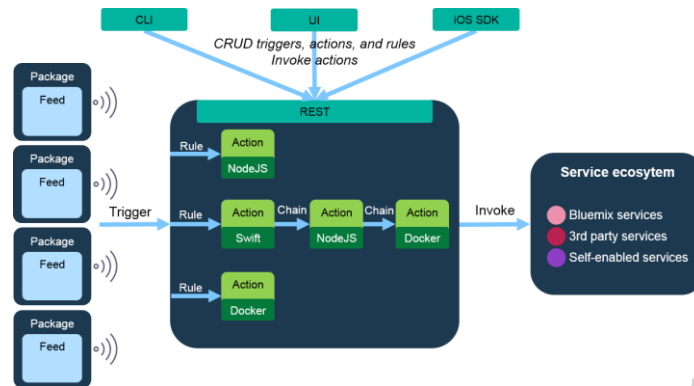 CLI
UI
iOS SDK
CRUD triggers, actions, and rules
Invoke actions
REST
Package
Feed
Package
Feed
Package
Feed
Package
Feed
Trigger
Rule
Action
NodeJS
Rule
Action
Swift
Chain
Action
NodeJS
Chain
Action
Docker
Rule
Action
Docker
Invoke
Service ecosytem
Bluemix services
3rd party services
Self-enabled services